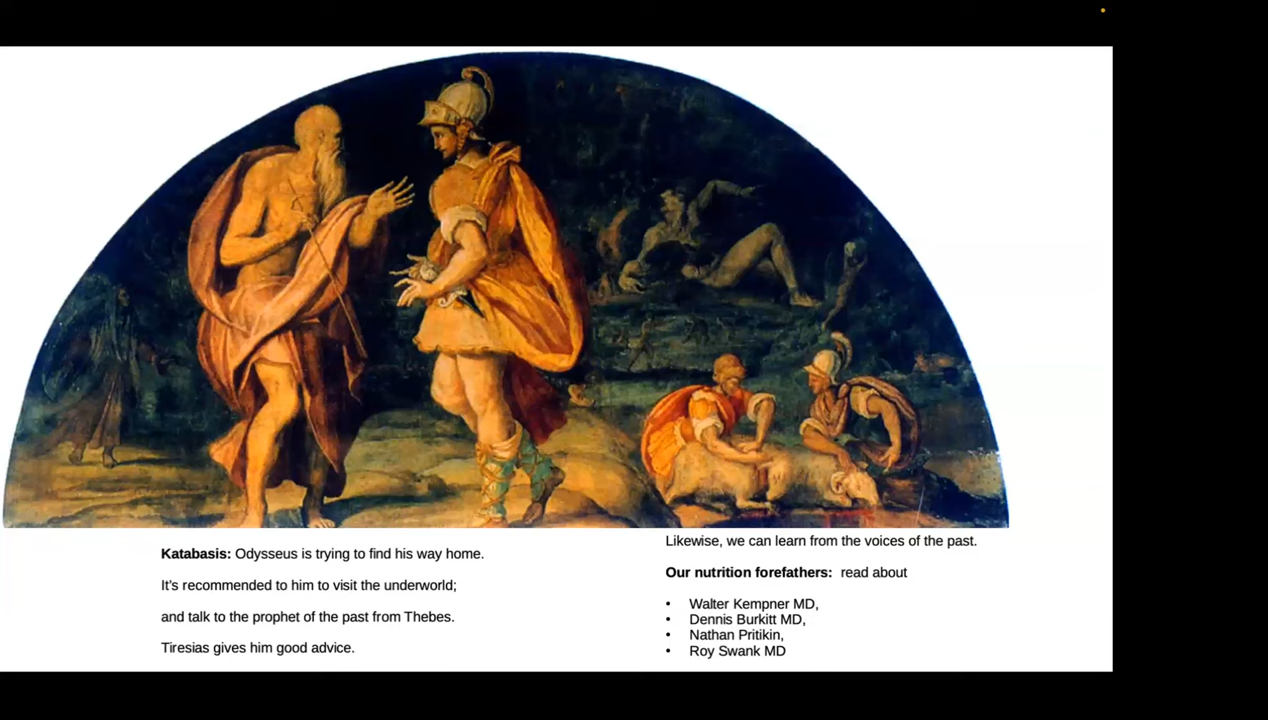 Katabasis: Odysseus is trying to find his way home.
It's recommended to him to visit the underworld;
and talk to the prophet of the past from Thebes.
Tiresias gives him good advice.
Likewise, we can learn from the voices of the past.
Our nutrition forefathers: read about
• Walter Kempner MD,
• Dennis Burkitt MD,
• Nathan Pritikin,
• Roy Swank MD